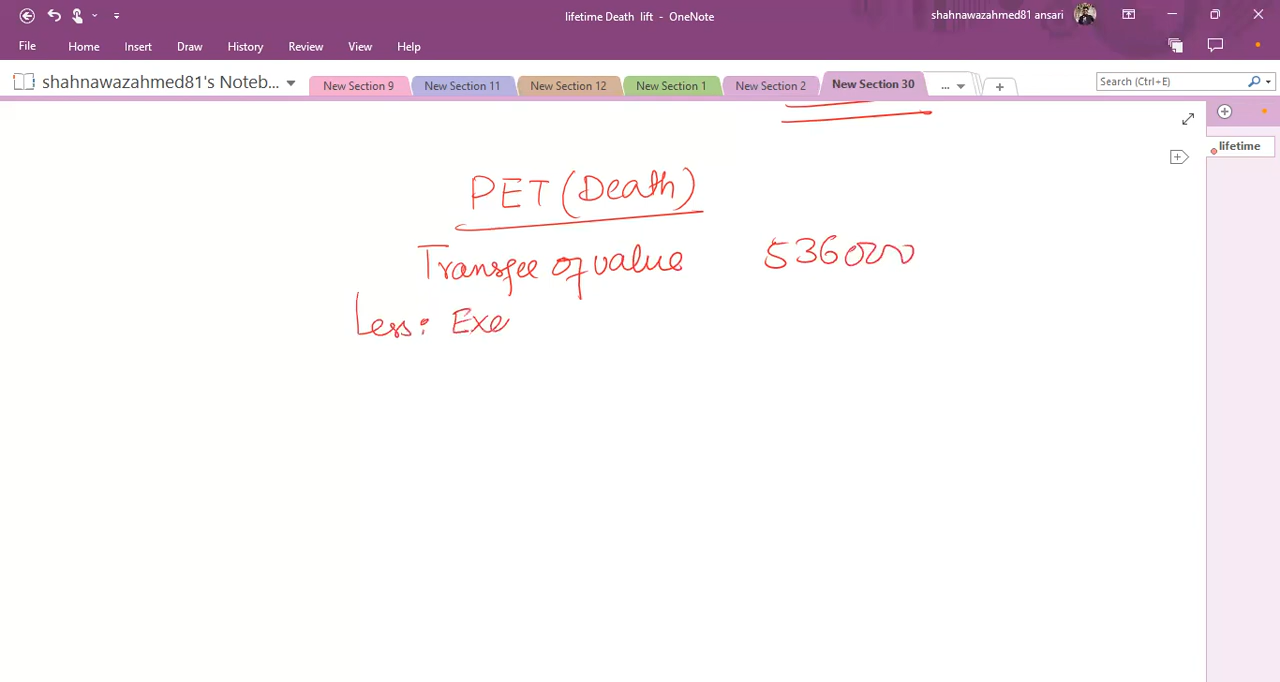 lifetime Death lift - OneNote
shahnawazahmed81 ansari
File Home Insert Draw History Review View Help
shahnawazahmed81's Noteb... New Section 9 New Section 11 New Section 12 New Section 1 New Section 2 New Section 30 ... Search (Ctrl+E)
lifetime
PET (Death)
Transfer of value 5360000
Less: Exe